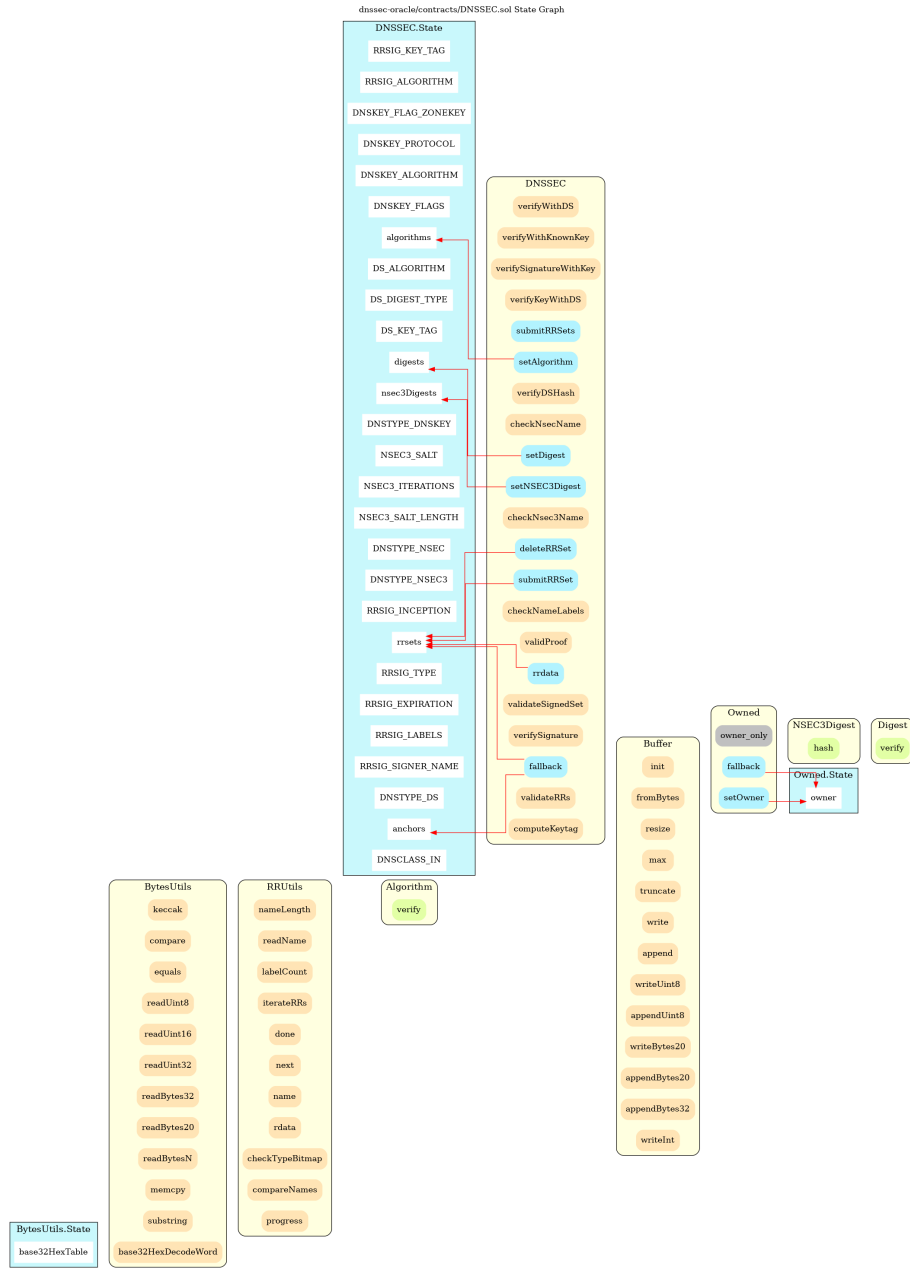 dnssec-oracle/contracts/DNSSEC.sol State Graph
DNSSEC.State
RRSIG_KEY_TAG
RRSIG_ALGORITHM
DNSKEY_FLAG_ZONEKEY
DNSKEY_PROTOCOL
DNSKEY_ALGORITHM
DNSKEY_FLAGS
algorithms
DS_ALGORITHM
DS_DIGEST_TYPE
DS_KEY_TAG
digests
nsec3Digests
DNSTYPE_DNSKEY
NSEC3_SALT
NSEC3_ITERATIONS
NSEC3_SALT_LENGTH
DNSTYPE_NSEC
DNSTYPE_NSEC3
RRSIG_INCEPTION
rrsets
RRSIG_TYPE
RRSIG_EXPIRATION
RRSIG_LABELS
RRSIG_SIGNER_NAME
DNSTYPE_DS
anchors
DNSCLASS_IN
DNSSEC
verifyWithDS
verifyWithKnownKey
verifySignatureWithKey
verifyKeyWithDS
submitRRSets
setAlgorithm
verifyDSHash
checkNsecName
setDigest
setNSEC3Digest
checkNsec3Name
deleteRRSet
submitRRSet
checkNameLabels
validProof
rrdata
validateSignedSet
verifySignature
fallback
validateRRs
computeKeytag
Buffer
init
fromBytes
resize
max
truncate
write
append
writeUint8
appendUint8
writeBytes20
appendBytes20
appendBytes32
writeInt
Owned
owner_only
fallback
setOwner
NSEC3Digest
hash
Owned.State
owner
Digest
verify
Algorithm
verify
BytesUtils
keccak
compare
equals
readUint8
readUint16
readUint32
readBytes32
readBytes20
readBytesN
memcpy
substring
base32HexDecodeWord
RRUtils
nameLength
readName
labelCount
iterateRRs
done
next
name
rdata
checkTypeBitmap
compareNames
progress
BytesUtils.State
base32HexTable